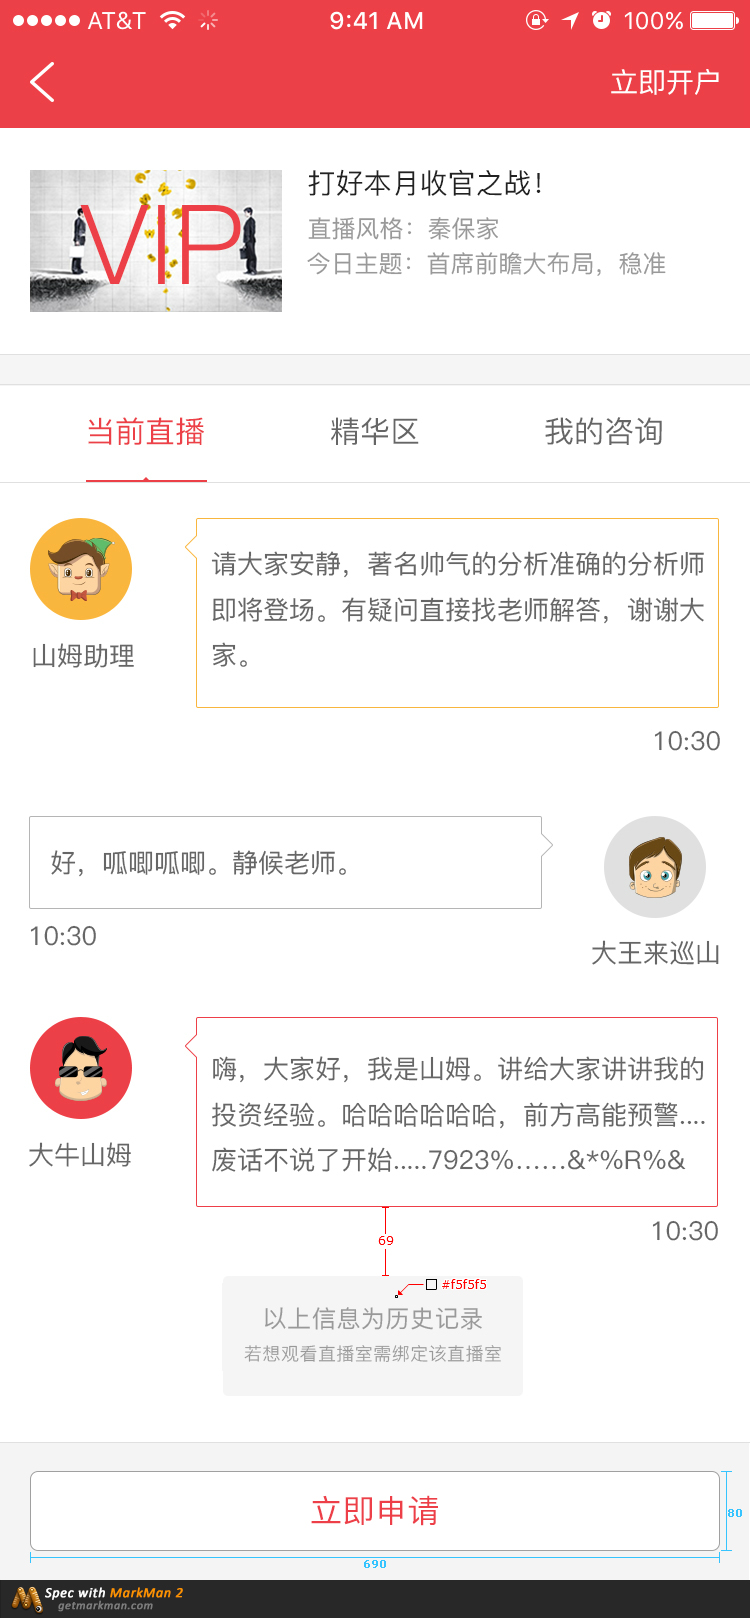 AT&T 9:41 AM 100%
立即开户
VIP
打好本月收官之战！
直播风格：秦保家
今日主题：首席前瞻大布局，稳准
当前直播 精华区 我的咨询
请大家安静，著名帅气的分析准确的分析师
即将登场。有疑问直接找老师解答，谢谢大
家。
山姆助理
10:30
好，呱唧呱唧。静候老师。
10:30
大王来巡山
嗨，大家好，我是山姆。讲给大家讲讲我的
投资经验。哈哈哈哈哈哈，前方高能预警....
废话不说了开始.....7923%……&*%R%&
大牛山姆
10:30
69
#f5f5f5
以上信息为历史记录
若想观看直播室需绑定该直播室
立即申请
80
690
Spec with MarkMan 2
getmarkman.com